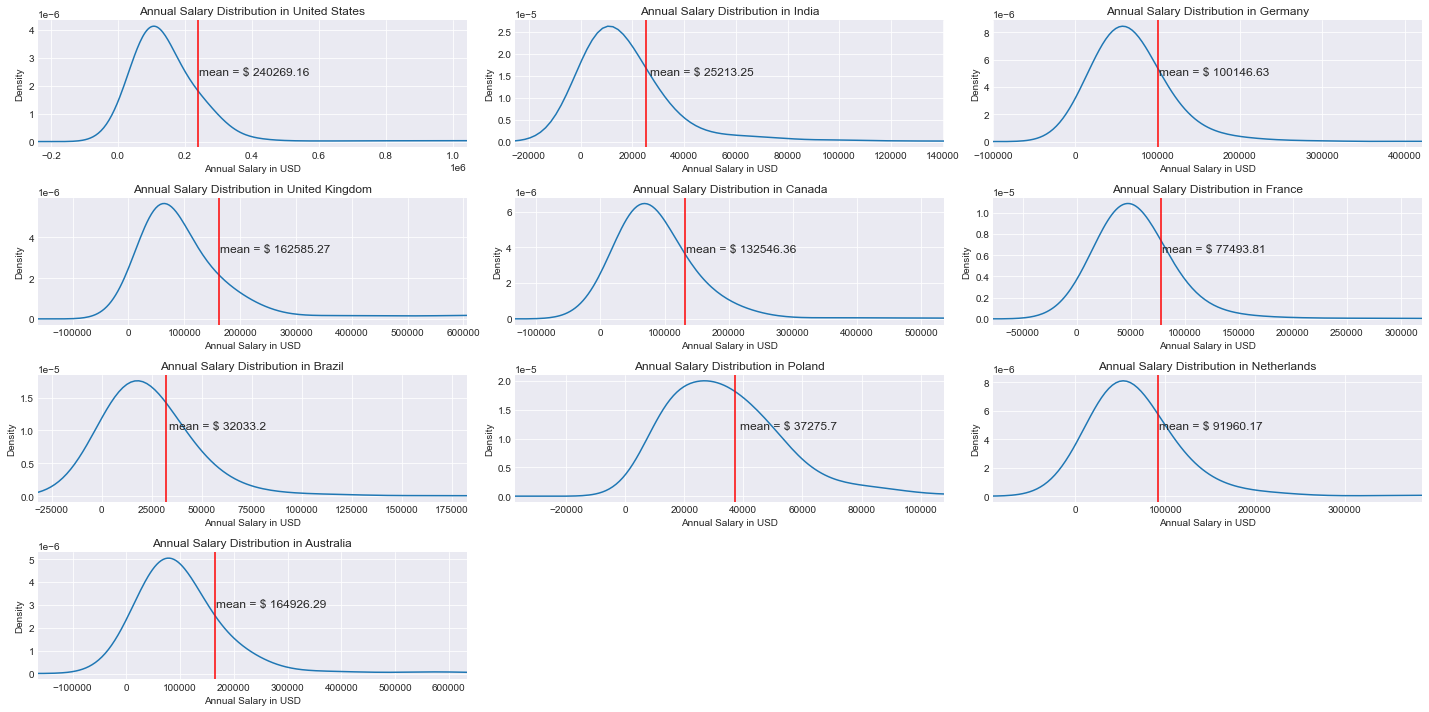 Annual Salary Distribution in United States
1e−6
4
3
2
1
0
Density
mean = $ 240269.16
−0.2 0.0 0.2 0.4 0.6 0.8 1.0
1e6
Annual Salary in USD
Annual Salary Distribution in India
1e−5
2.5
2.0
1.5
1.0
0.5
0.0
Density
mean = $ 25213.25
−20000 0 20000 40000 60000 80000 100000 120000 140000
Annual Salary in USD
Annual Salary Distribution in Germany
1e−6
8
6
4
2
0
Density
mean = $ 100146.63
−100000 0 100000 200000 300000 400000
Annual Salary in USD
Annual Salary Distribution in United Kingdom
1e−6
4
2
0
Density
mean = $ 162585.27
−100000 0 100000 200000 300000 400000 500000 600000
Annual Salary in USD
Annual Salary Distribution in Canada
1e−6
6
4
2
0
Density
mean = $ 132546.36
−100000 0 100000 200000 300000 400000 500000
Annual Salary in USD
Annual Salary Distribution in France
1e−5
1.0
0.8
0.6
0.4
0.2
0.0
Density
mean = $ 77493.81
−50000 0 50000 100000 150000 200000 250000 300000
Annual Salary in USD
Annual Salary Distribution in Brazil
1e−5
1.5
1.0
0.5
0.0
Density
mean = $ 32033.2
−25000 0 25000 50000 75000 100000 125000 150000 175000
Annual Salary in USD
Annual Salary Distribution in Poland
1e−5
2.0
1.5
1.0
0.5
0.0
Density
mean = $ 37275.7
−20000 0 20000 40000 60000 80000 100000
Annual Salary in USD
Annual Salary Distribution in Netherlands
1e−6
8
6
4
2
0
Density
mean = $ 91960.17
0 100000 200000 300000
Annual Salary in USD
Annual Salary Distribution in Australia
1e−6
5
4
3
2
1
0
Density
mean = $ 164926.29
−100000 0 100000 200000 300000 400000 500000 600000
Annual Salary in USD